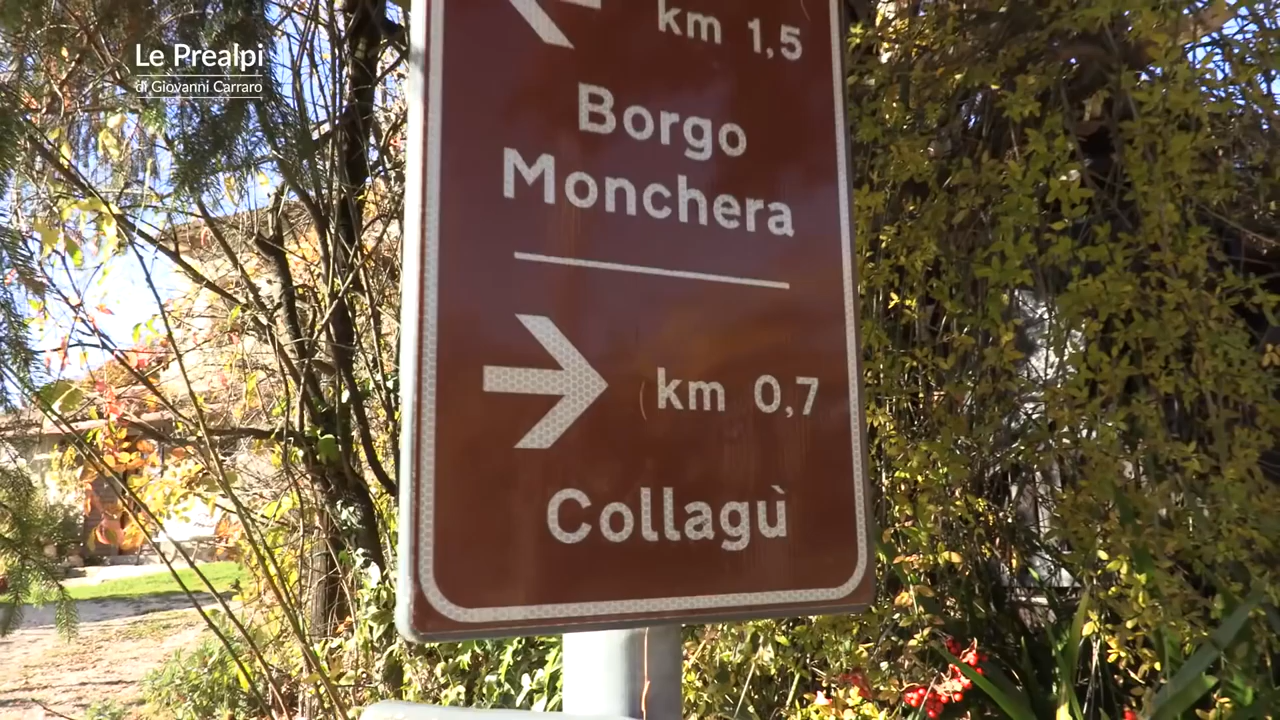 Le Prealpi
di Giovanni Carraro
km 1,5
Borgo
Monchera
km 0,7
Collagù